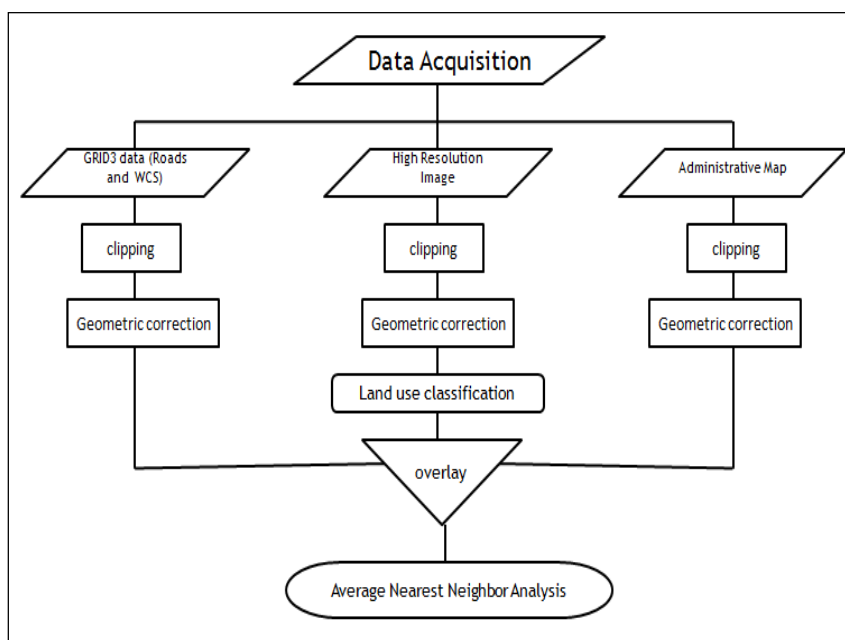 Data Acquisition
GRID3 data (Roads
and WCS)
High Resolution
Image
Administrative Map
clipping
clipping
clipping
Geometric correction
Geometric correction
Geometric correction
Land use classification
overlay
Average Nearest Neighbor Analysis